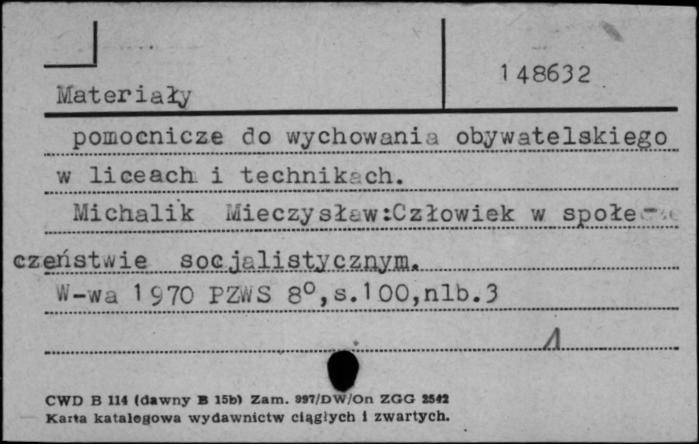 148632
Materiały
pomocnicze do wychowania obywatelskiego
w liceach i technikach.
Michalik Mieczysław:Człowiek w społe-
czeństwie socjalistycznym.
W-wa 1970 PZWS 8°,s.100,nlb.3
1
CWD B 114 (dawny B 15b) Zam. 997/DW/On ZGG 2542
Karta katalogowa wydawnictw ciągłych i zwartych.